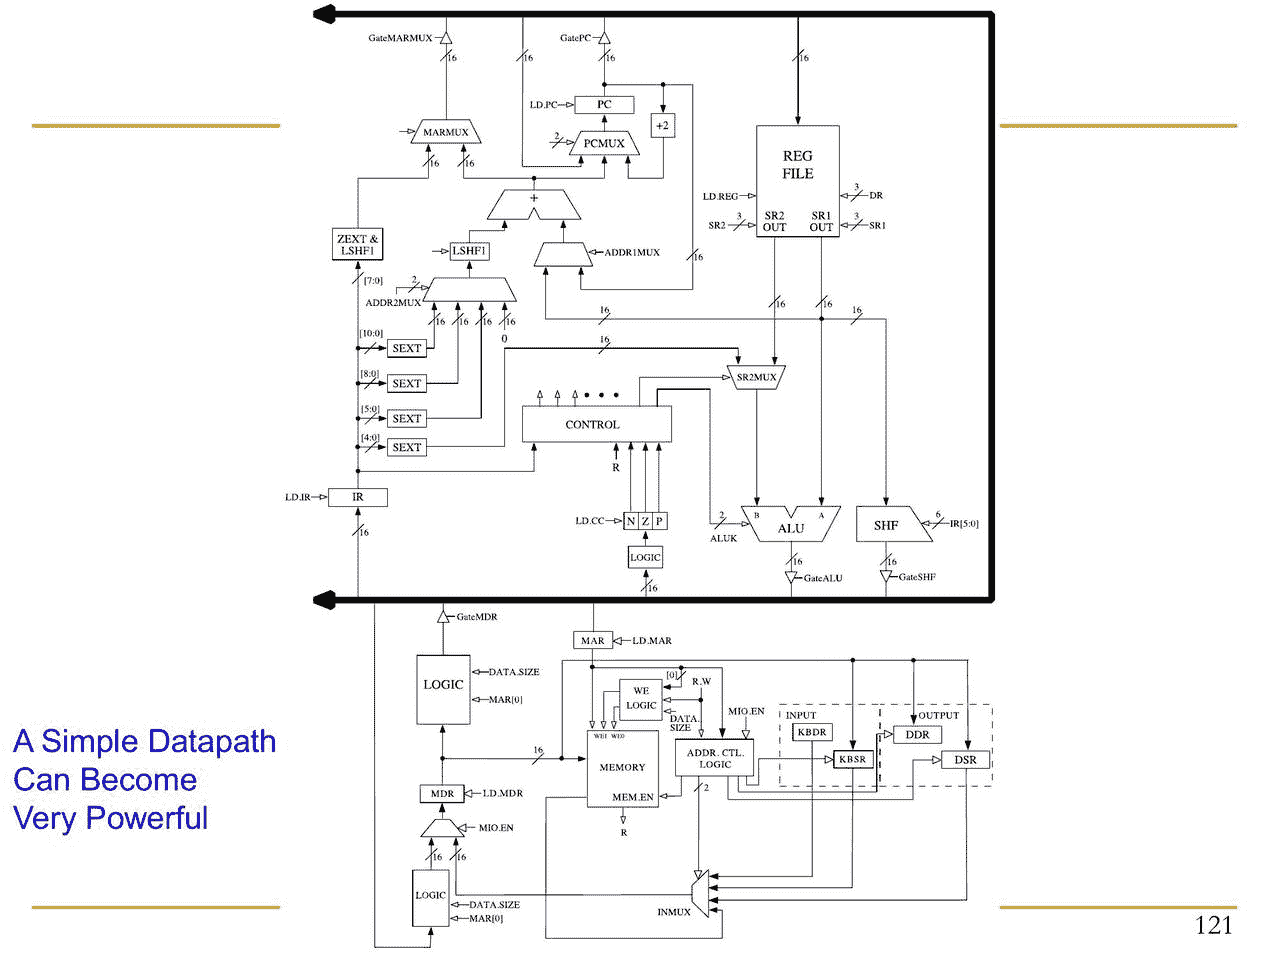 GateMARMUX
GatePC
16
16
16
16
LD.PC
PC
MARMUX
2
PCMUX
+2
REG
FILE
16
16
LD.REG
3
DR
+
SR2
3
SR2
OUT
SR1
OUT
3
SR1
ZEXT &
LSHF1
LSHF1
ADDR1MUX
16
[7:0]
2
ADDR2MUX
16
16
16
16
16
16
16
16
0
[10:0]
SEXT
16
[8:0]
SEXT
SR2MUX
[5:0]
SEXT
CONTROL
[4:0]
SEXT
R
LD.IR
IR
LD.CC
N Z P
2
ALUK
B
A
ALU
SHF
6
IR[5:0]
16
LOGIC
16
16
GateALU
16
GateSHF
GateMDR
MAR
LD.MAR
LOGIC
DATA.SIZE
MAR[0]
[0]
R.W
WE
LOGIC
DATA.
SIZE
MIO.EN
INPUT
KBDR
OUTPUT
DDR
WE1 WE0
16
MEMORY
ADDR. CTL.
LOGIC
KBSR
DSR
MEM.EN
2
R
MDR
LD.MDR
MIO.EN
16
16
LOGIC
DATA.SIZE
MAR[0]
INMUX
A Simple Datapath
Can Become
Very Powerful
121